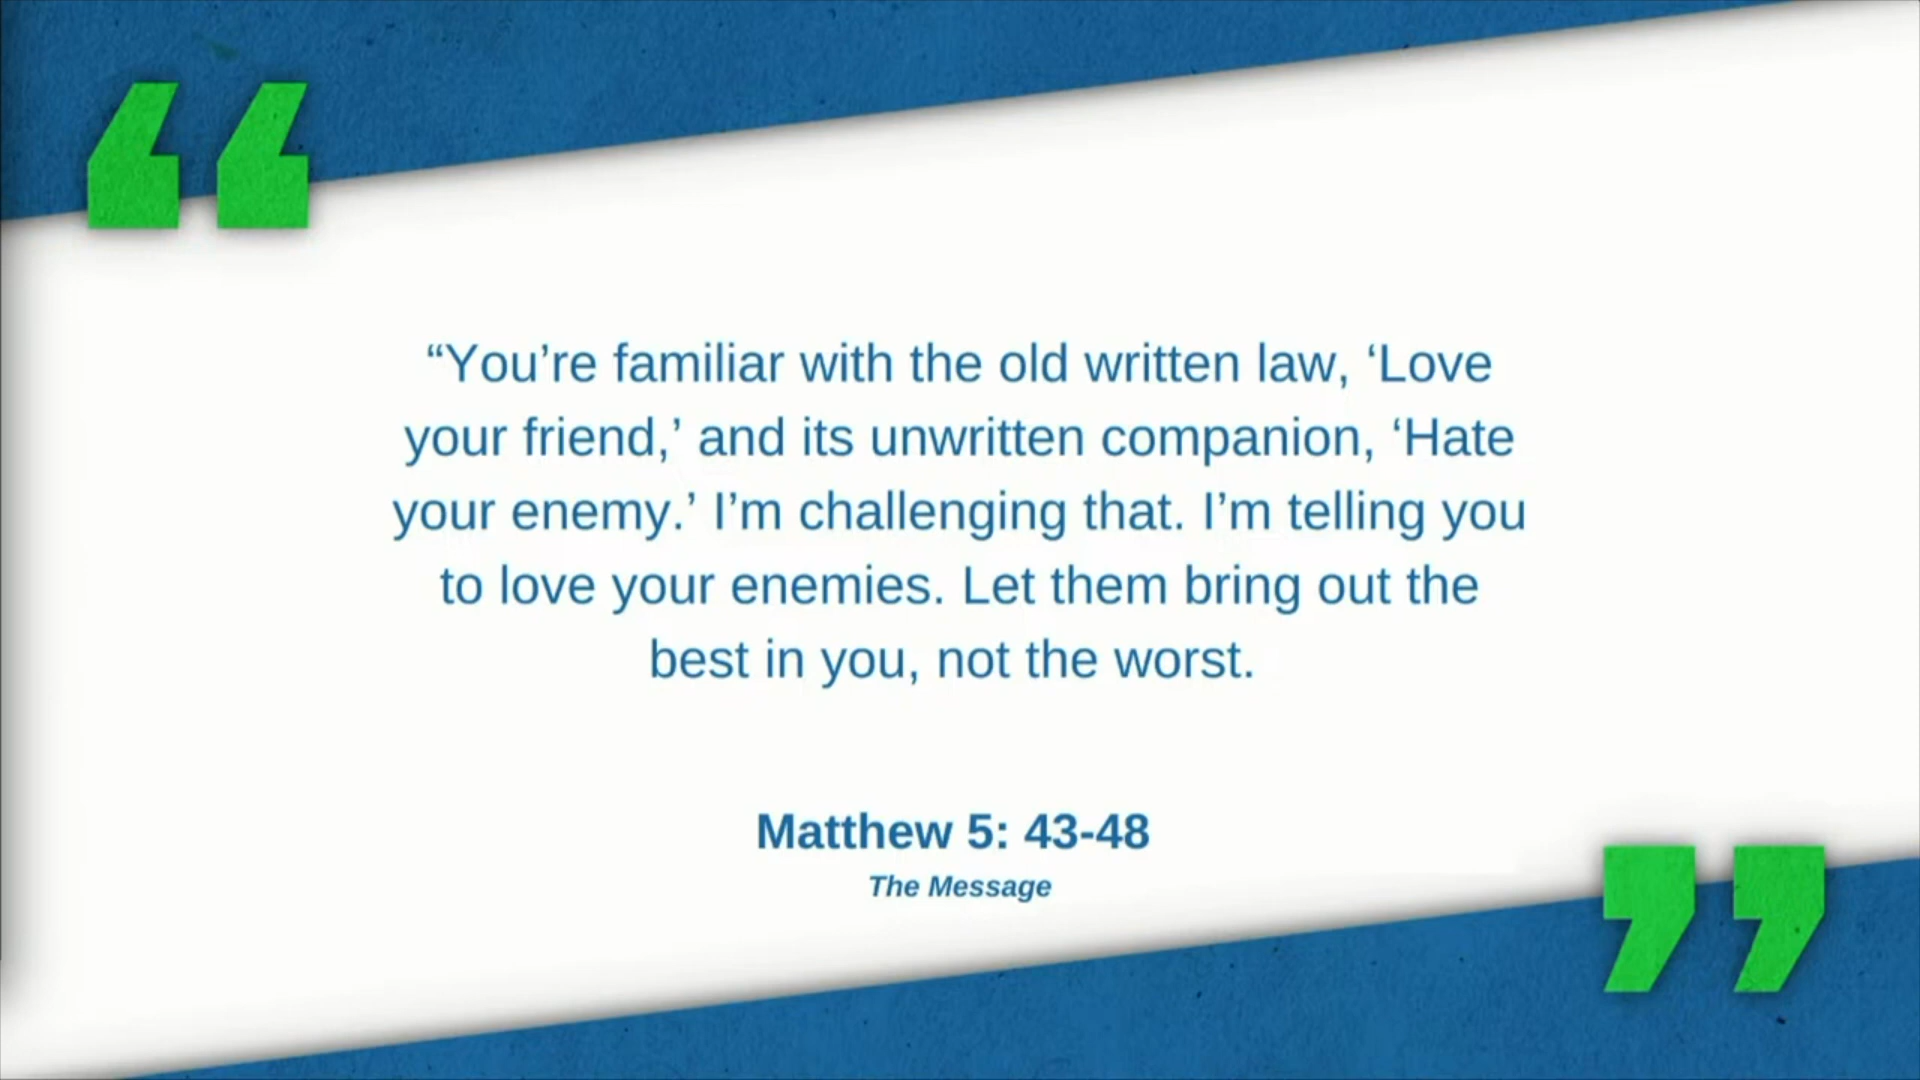 “You’re familiar with the old written law, ‘Love
your friend,’ and its unwritten companion, ‘Hate
your enemy.’ I’m challenging that. I’m telling you
to love your enemies. Let them bring out the
best in you, not the worst.
Matthew 5: 43-48
The Message